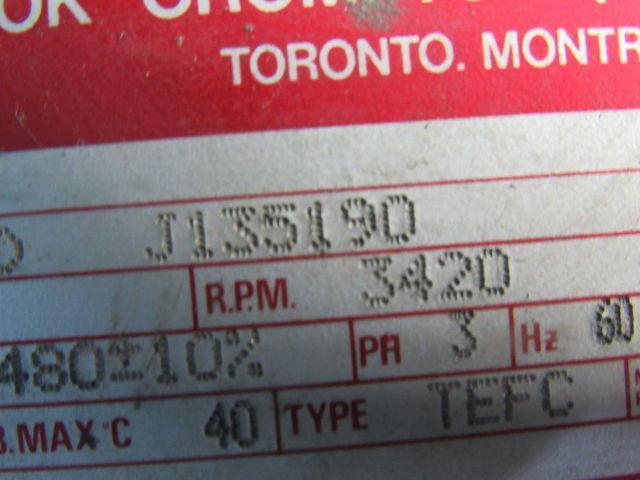 TORONTO. MONTR
J135190
R.P.M. 3420
480±10% PH 3 Hz 60
B.MAX°C 40 TYPE TEFC